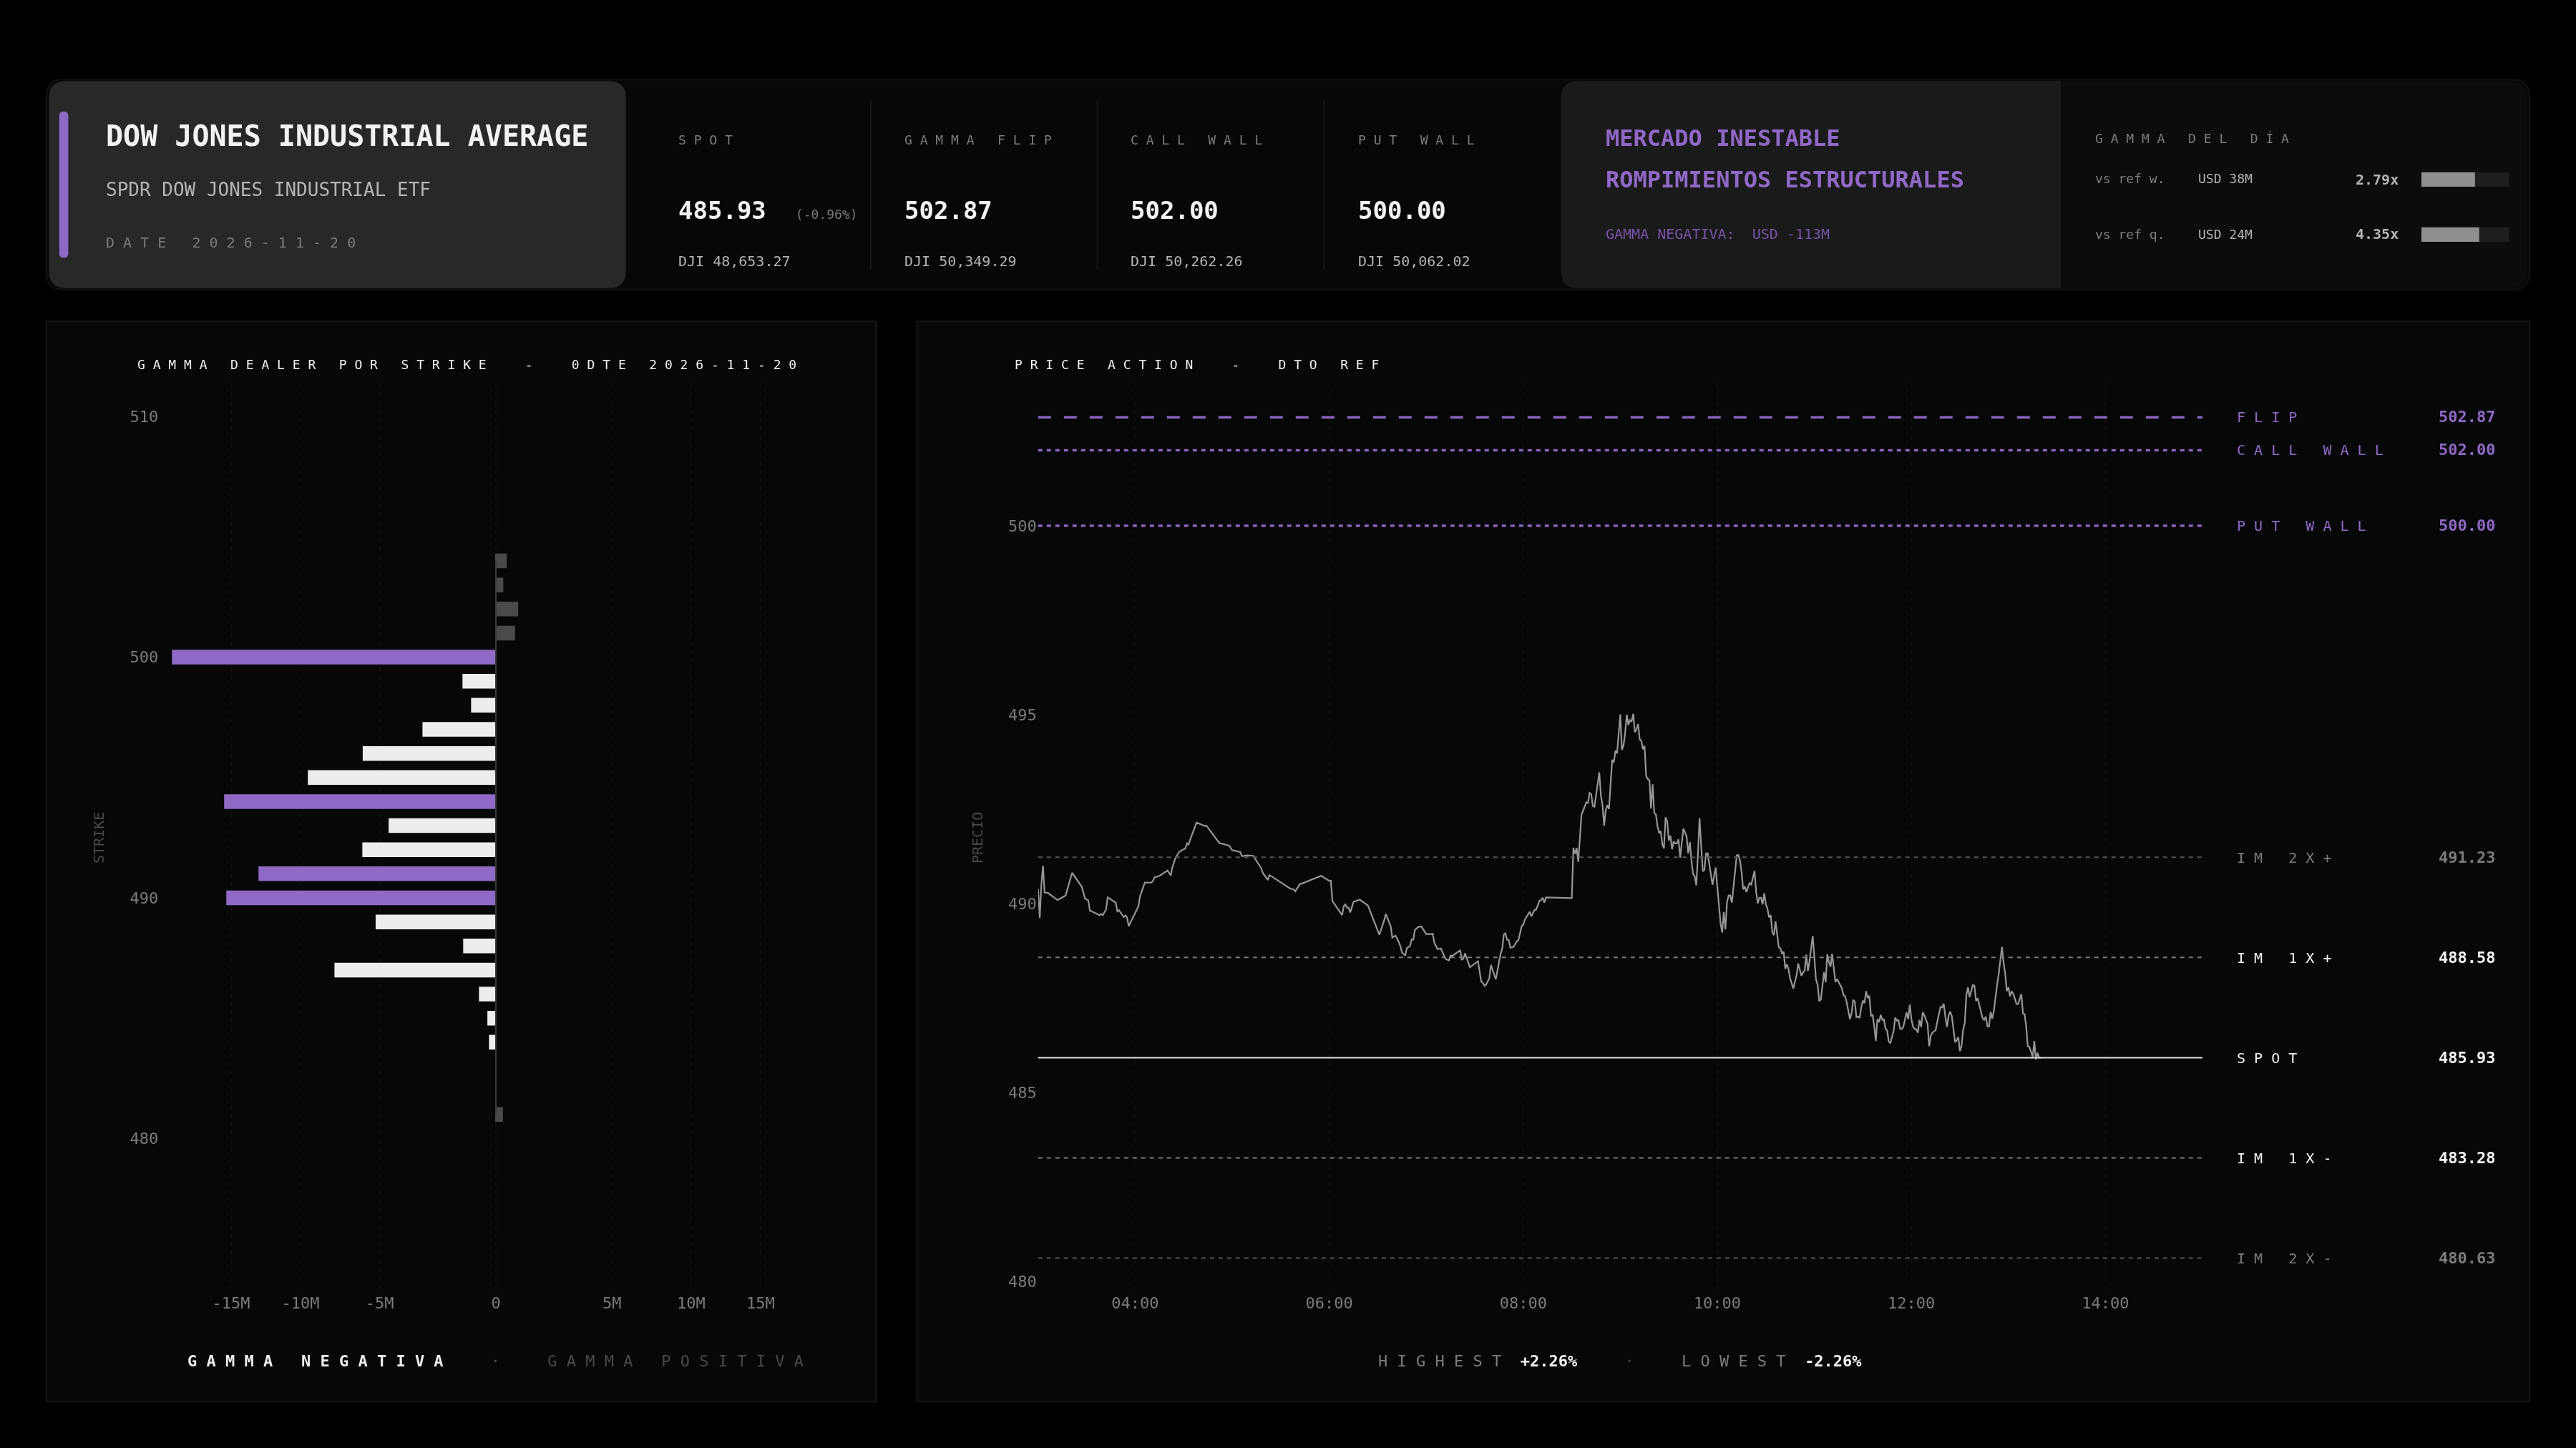 DOW JONES INDUSTRIAL AVERAGE
SPDR DOW JONES INDUSTRIAL ETF
DATE 2026-11-20
SPOT
485.93 (-0.96%)
DJI 48,653.27
GAMMA FLIP
502.87
DJI 50,349.29
CALL WALL
502.00
DJI 50,262.26
PUT WALL
500.00
DJI 50,062.02
MERCADO INESTABLE
ROMPIMIENTOS ESTRUCTURALES
GAMMA NEGATIVA: USD -113M
GAMMA DEL DÍA
vs ref w. USD 38M 2.79x
vs ref q. USD 24M 4.35x
GAMMA DEALER POR STRIKE - 0DTE 2026-11-20
510
500
490
480
STRIKE
-15M -10M -5M 0 5M 10M 15M
GAMMA NEGATIVA · GAMMA POSITIVA
PRICE ACTION - DTO REF
500
495
490
485
480
PRECIO
FLIP 502.87
CALL WALL 502.00
PUT WALL 500.00
IM 2X+ 491.23
IM 1X+ 488.58
SPOT 485.93
IM 1X- 483.28
IM 2X- 480.63
04:00 06:00 08:00 10:00 12:00 14:00
HIGHEST +2.26% · LOWEST -2.26%